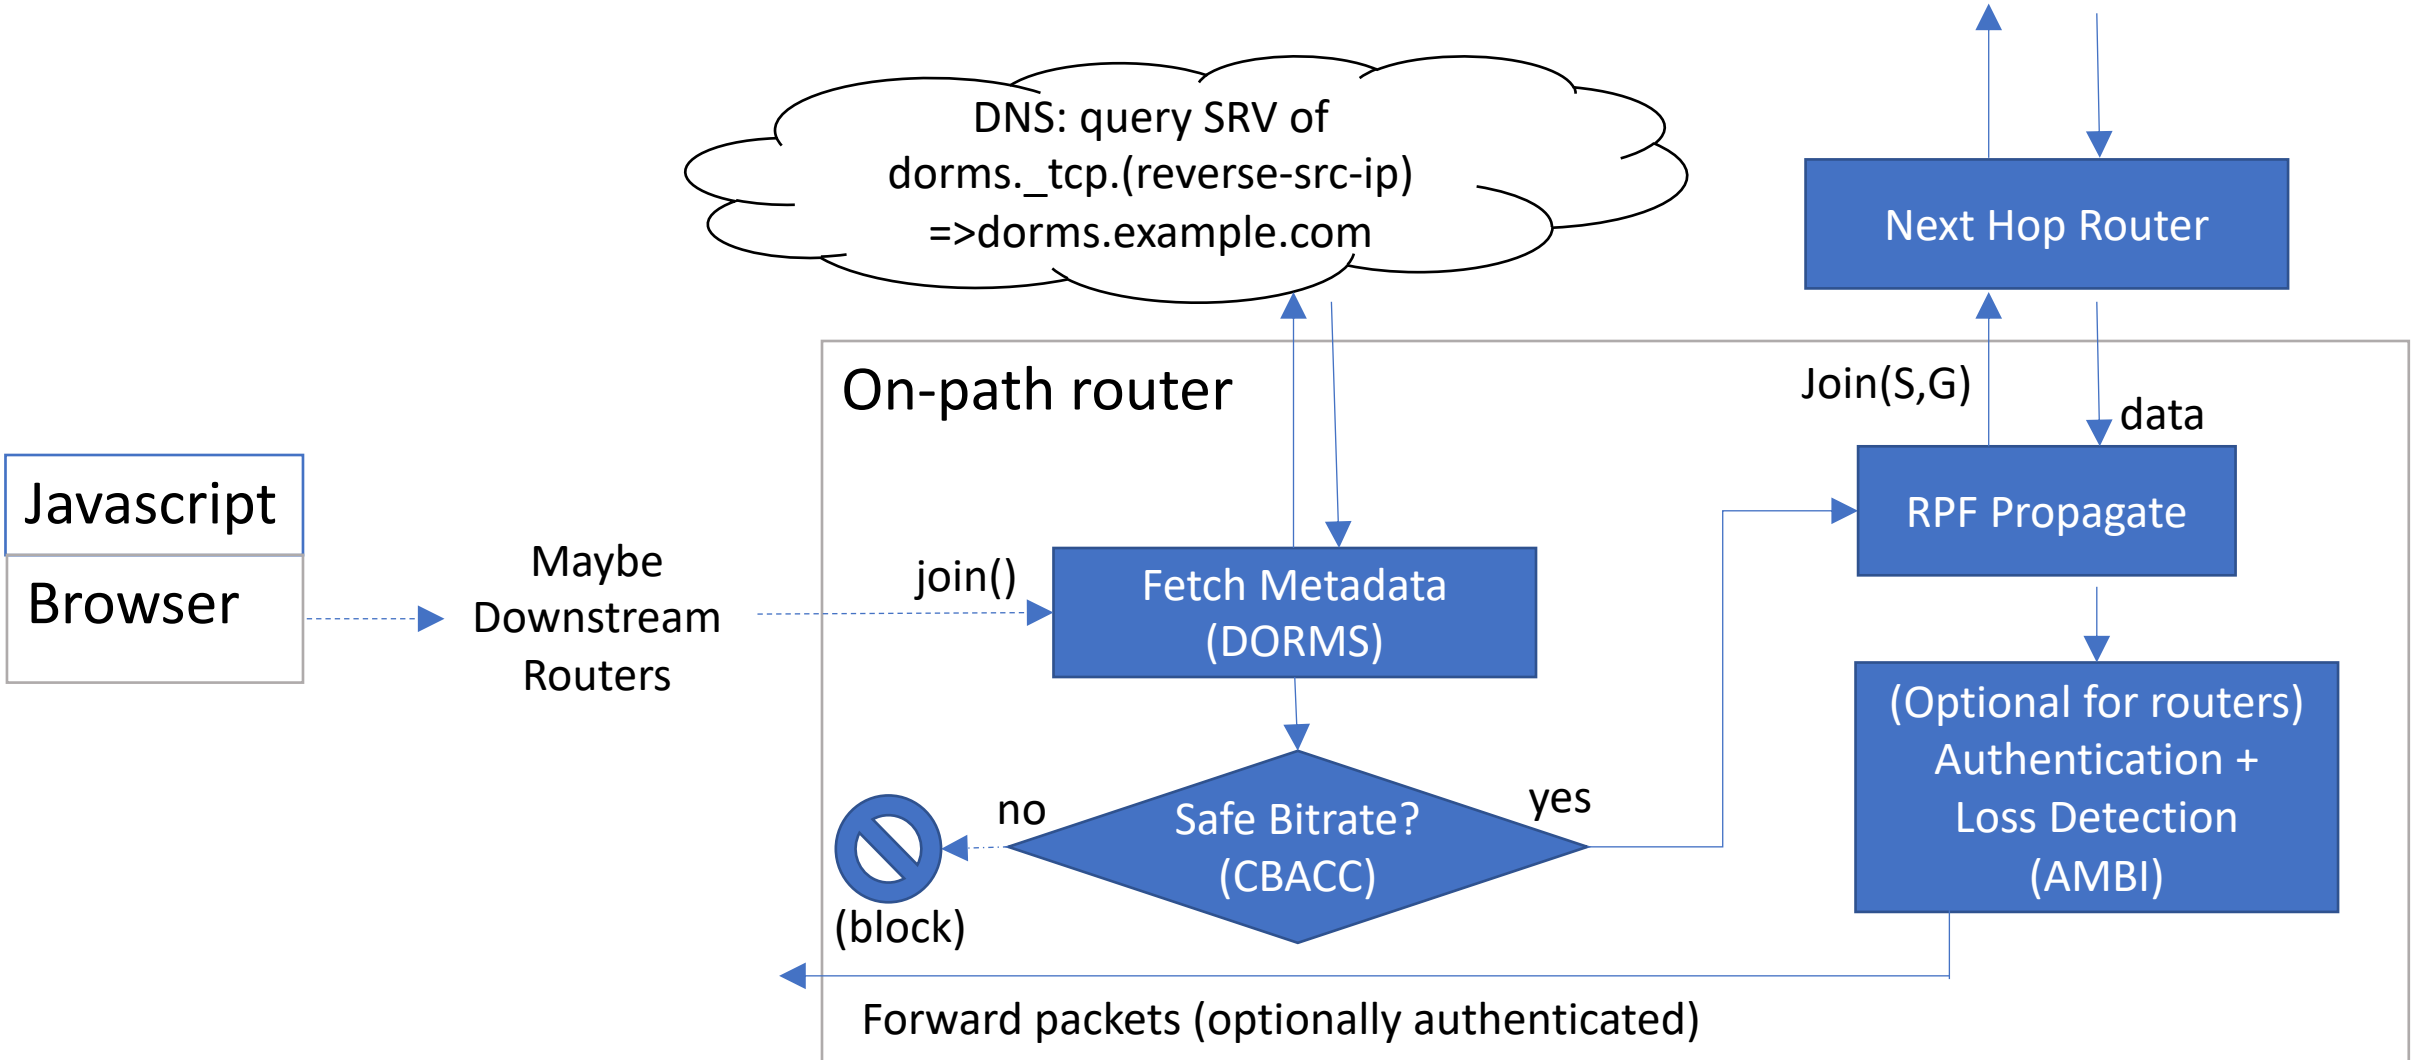 DNS: query SRV of
dorms._tcp.(reverse-src-ip)
=>dorms.example.com
Next Hop Router
On-path router
Join(S,G)
data
Javascript
Browser
Maybe
Downstream
Routers
join()
Fetch Metadata
(DORMS)
RPF Propagate
no
Safe Bitrate?
(CBACC)
yes
(block)
(Optional for routers)
Authentication +
Loss Detection
(AMBI)
Forward packets (optionally authenticated)